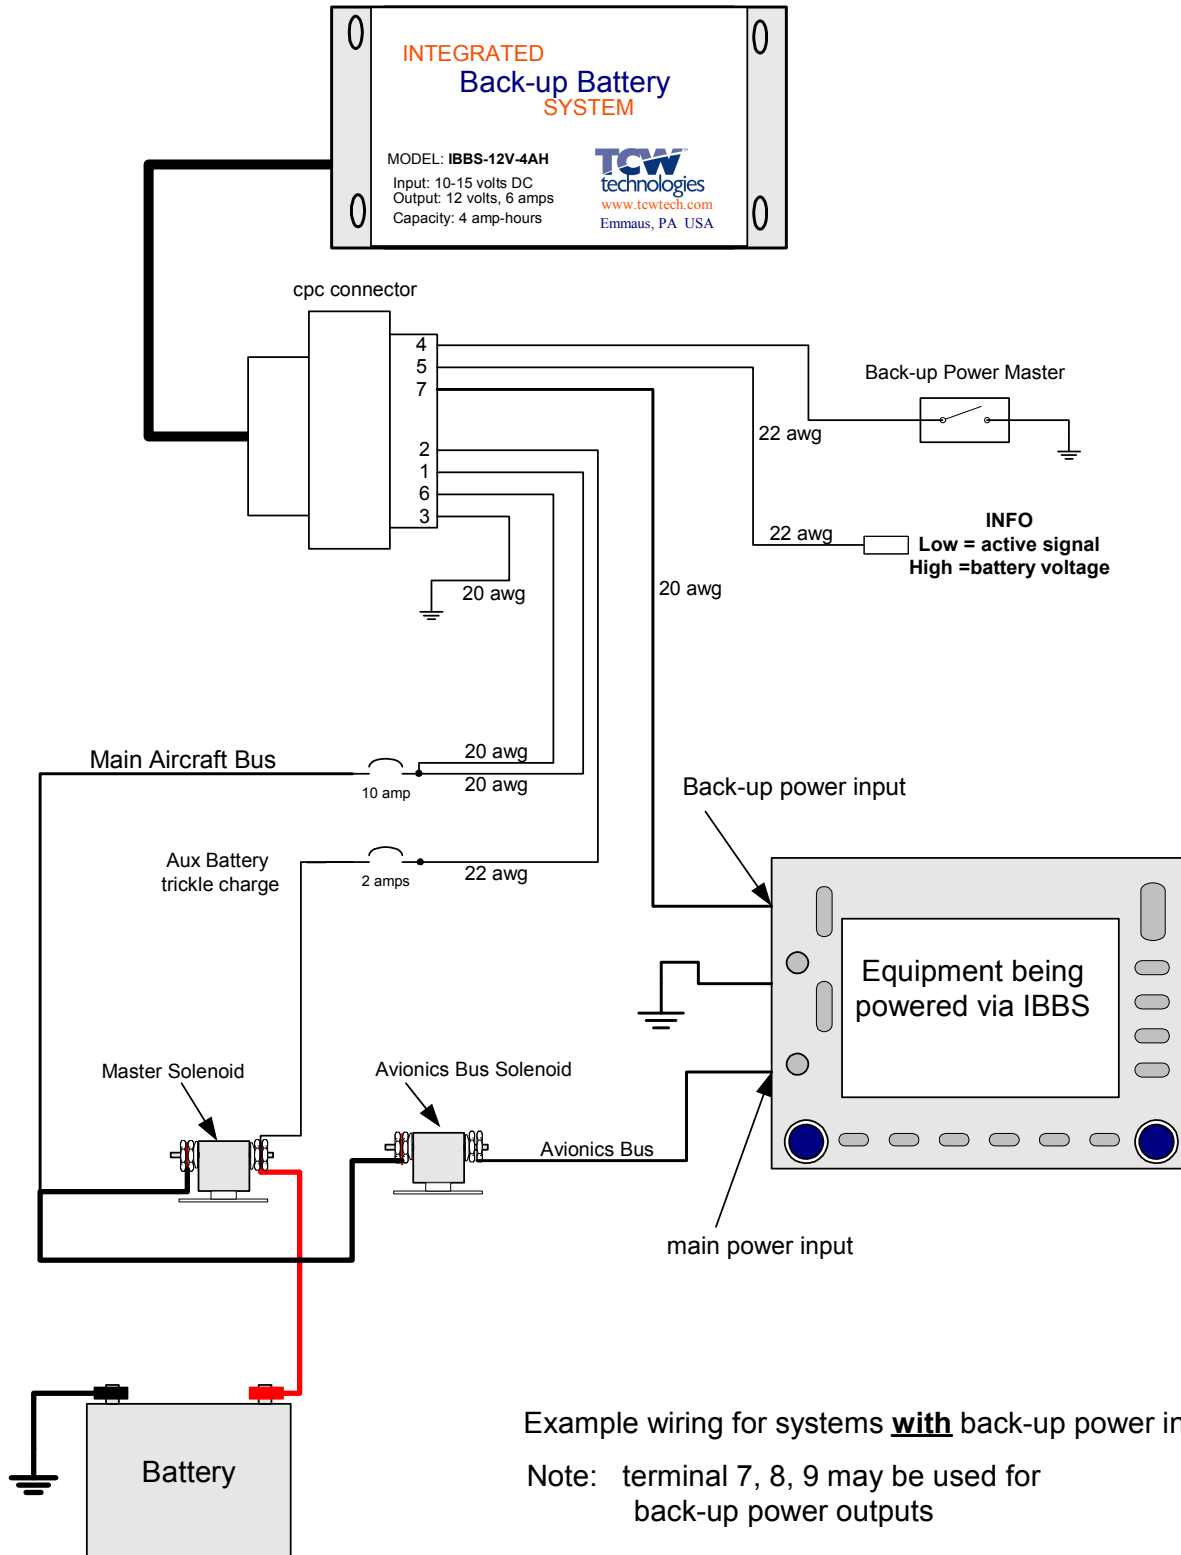 INTEGRATED
Back-up Battery
SYSTEM
MODEL: IBBS-12V-4AH
Input: 10-15 volts DC
Output: 12 volts, 6 amps
Capacity: 4 amp-hours
TCW
technologies
www.tcwtech.com
Emmaus, PA USA
cpc connector
4
5
7
2
1
6
3
Back-up Power Master
22 awg
22 awg
INFO
Low = active signal
High =battery voltage
20 awg
20 awg
Main Aircraft Bus
20 awg
20 awg
10 amp
Back-up power input
Aux Battery
trickle charge
2 amps
22 awg
Equipment being
powered via IBBS
Master Solenoid
Avionics Bus Solenoid
Avionics Bus
main power input
Battery
Example wiring for systems with back-up power in
Note: terminal 7, 8, 9 may be used for
back-up power outputs